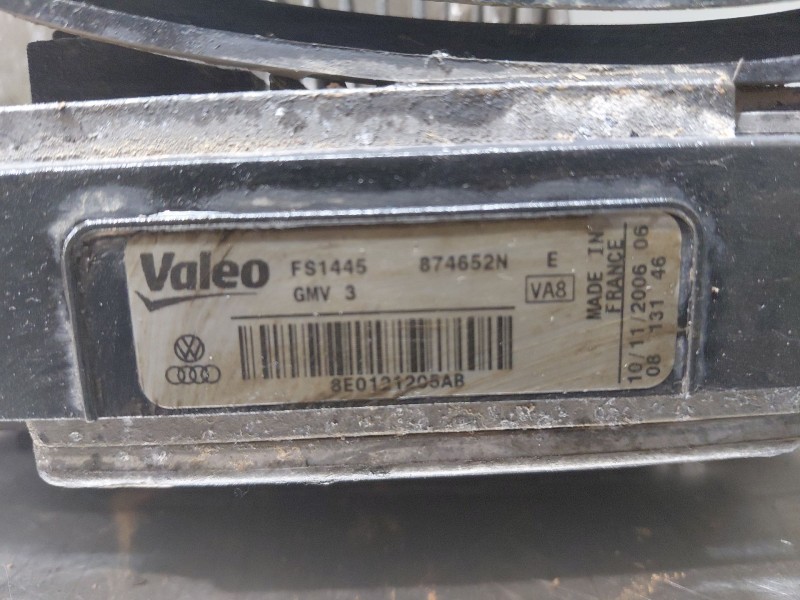 Valeo FS1445 874652N E
GMV 3 VA8
8E0121205AB
MADE IN
FRANCE
10/11/2006 06
08 131 46